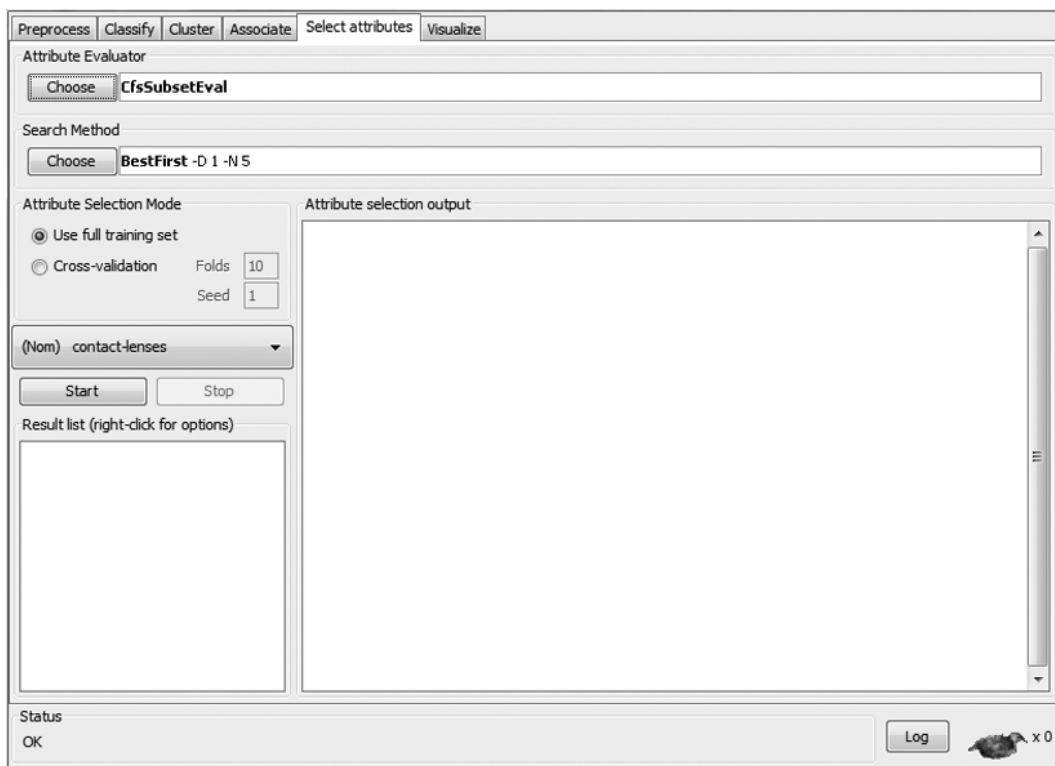 Preprocess Classify Cluster Associate Select attributes Visualize
Attribute Evaluator
Choose CfsSubsetEval
Search Method
Choose BestFirst -D 1 -N 5
Attribute Selection Mode
Use full training set
Cross-validation Folds 10
Seed 1
(Nom) contact-lenses
Start Stop
Result list (right-click for options)
Attribute selection output
Status
OK
Log x 0